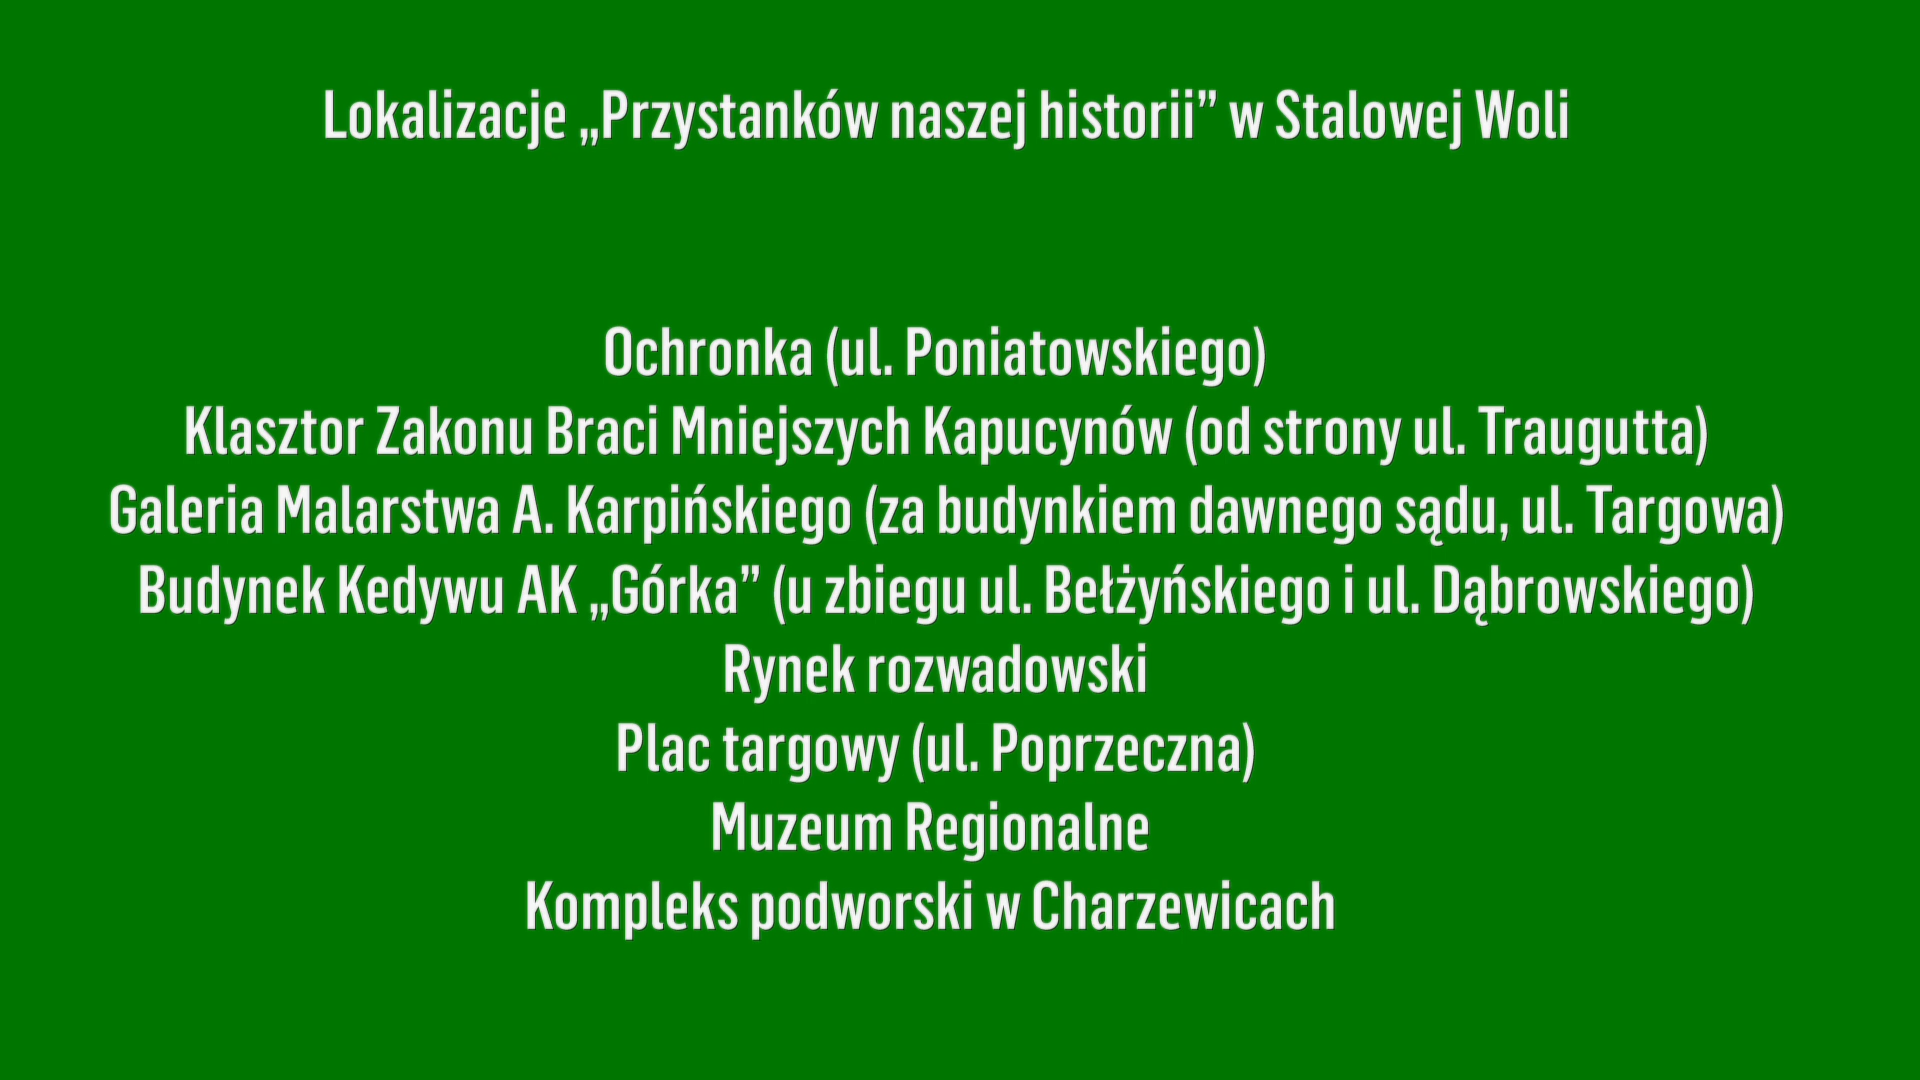 Lokalizacje „Przystanków naszej historii” w Stalowej Woli
Ochronka (ul. Poniatowskiego)
Klasztor Zakonu Braci Mniejszych Kapucynów (od strony ul. Traugutta)
Galeria Malarstwa A. Karpińskiego (za budynkiem dawnego sądu, ul. Targowa)
Budynek Kedywu AK „Górka” (u zbiegu ul. Bełżyńskiego i ul. Dąbrowskiego)
Rynek rozwadowski
Plac targowy (ul. Poprzeczna)
Muzeum Regionalne
Kompleks podworski w Charzewicach